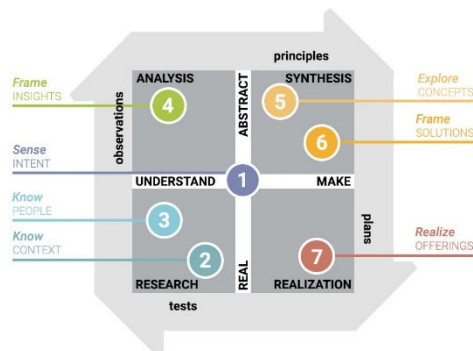 principles
ANALYSIS
SYNTHESIS
Frame
INSIGHTS
4
observations
ABSTRACT
5
Explore
CONCEPTS
6
Frame
SOLUTIONS
Sense
INTENT
1
UNDERSTAND
MAKE
Know
PEOPLE
3
plans
Know
CONTEXT
2
REAL
7
Realize
OFFERINGS
RESEARCH
REALIZATION
tests